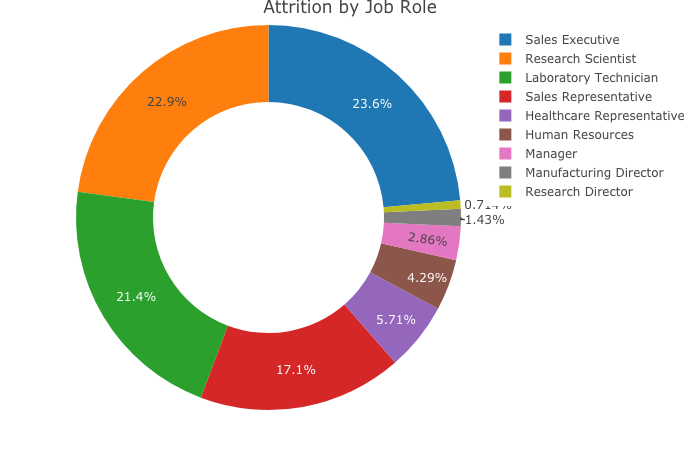 Attrition by Job Role
Sales Executive
Research Scientist
Laboratory Technician
Sales Representative
Healthcare Representative
Human Resources
Manager
Manufacturing Director
Research Director
22.9%
23.6%
0.714%
1.43%
2.86%
4.29%
21.4%
5.71%
17.1%